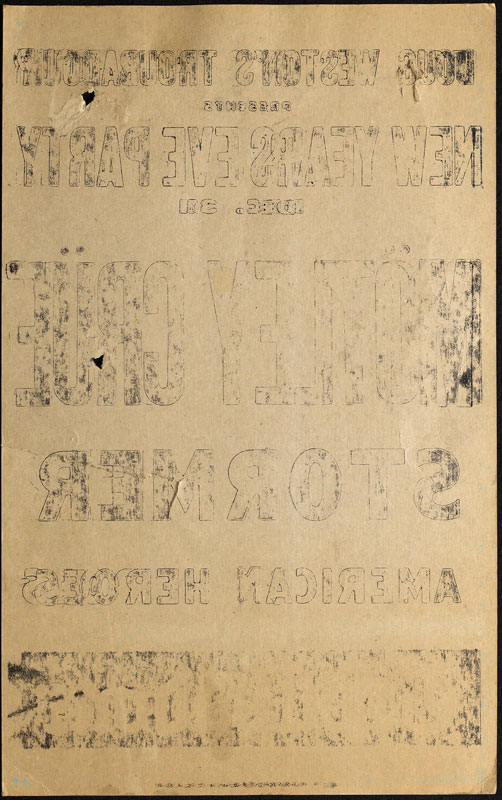 DOUG WESTON'S TROUBADOUR
PRESENTS
NEW YEARS EVE PARTY
DEC. 31
MÖTLEY CRÜE
STORMER
AMERICAN HEROES